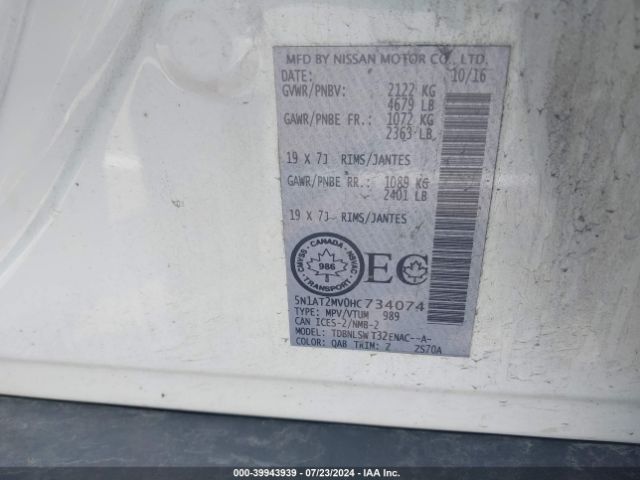 MFD BY NISSAN MOTOR CO., LTD.
DATE: 10/16
GVWR/PNBV: 2122 KG
4679 LB
GAWR/PNBE FR.: 1072 KG
2363 LB
19 X 7J RIMS/JANTES
GAWR/PNBE RR.: 1089 KG
2401 LB
19 X 7J RIMS/JANTES
CMVSS - CANADA - NSVAC
986
8
TRANSPORT
EC
5N1AT2MV0HC734074
TYPE: MPV/VTUM 989
CAN ICES-2/NMB-2
MODEL: TDBNLSW T32ENAC--A-
COLOR: QAB TRIM: Z 2S70A
000-39943939 - 07/23/2024 - IAA Inc.